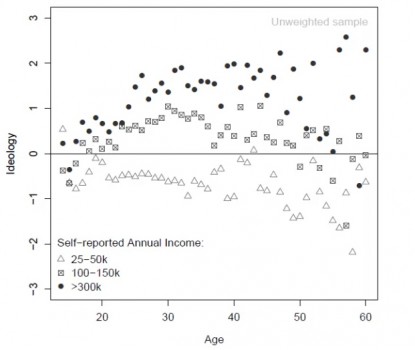 Unweighted sample
3
2
1
0
-1
-2
-3
Ideology
Self-reported Annual Income:
25-50k
100-150k
>300k
20
30
40
50
60
Age